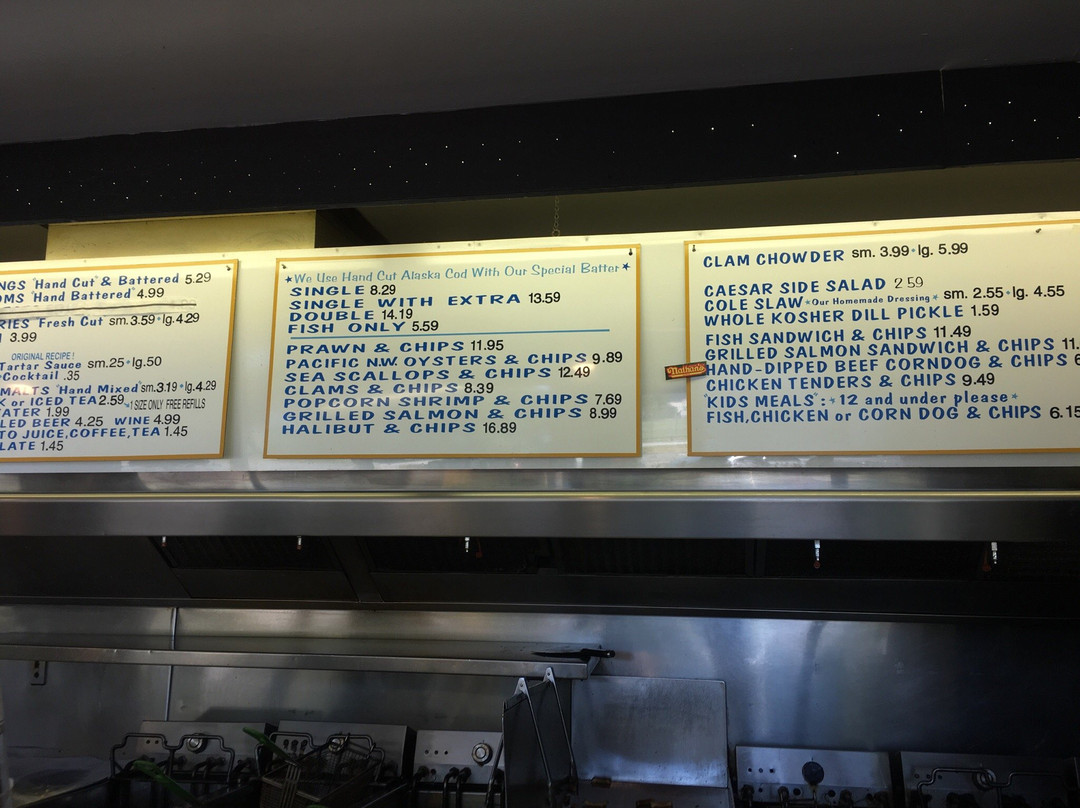 NGS "Hand Cut" & Battered 5.29
OMS "Hand Battered" 4.99
RIES "Fresh Cut sm.3.59 • lg.4.29
3.99
ORIGINAL RECIPE!
Tartar Sauce sm.25 • lg.50
Cocktail .35
MALTS "Hand Mixed" sm.3.19 • lg.4.29
K or ICED TEA 2.59 1 SIZE ONLY FREE REFILLS
ATER 1.99
LED BEER 4.25 WINE 4.99
TO JUICE,COFFEE,TEA 1.45
LATE 1.45
★We Use Hand Cut Alaska Cod With Our Special Batter★
SINGLE 8.29
SINGLE WITH EXTRA 13.59
DOUBLE 14.19
FISH ONLY 5.59
PRAWN & CHIPS 11.95
PACIFIC N.W. OYSTERS & CHIPS 9.89
SEA SCALLOPS & CHIPS 12.49
CLAMS & CHIPS 8.39
POPCORN SHRIMP & CHIPS 7.69
GRILLED SALMON & CHIPS 8.99
HALIBUT & CHIPS 16.89
CLAM CHOWDER sm. 3.99 • lg. 5.99
CAESAR SIDE SALAD 2.59
COLE SLAW *Our Homemade Dressing* sm. 2.55 • lg. 4.55
WHOLE KOSHER DILL PICKLE 1.59
FISH SANDWICH & CHIPS 11.49
GRILLED SALMON SANDWICH & CHIPS 11.
Nathan's
HAND-DIPPED BEEF CORNDOG & CHIPS 6
CHICKEN TENDERS & CHIPS 9.49
*KIDS MEALS*: *12 and under please*
FISH,CHICKEN or CORN DOG & CHIPS 6.15